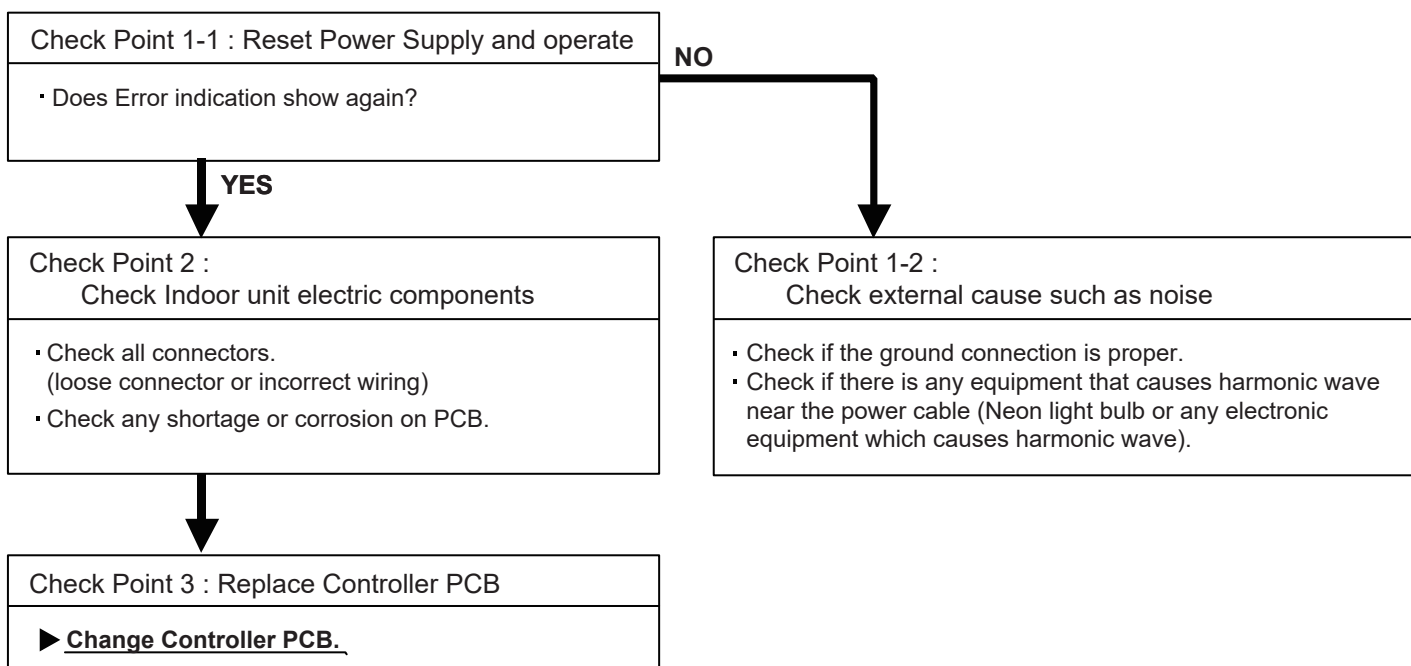 Check Point 1-1 : Reset Power Supply and operate
▪ Does Error indication show again?
NO
YES
Check Point 2 :
Check Indoor unit electric components
▪ Check all connectors.
(loose connector or incorrect wiring)
▪ Check any shortage or corrosion on PCB.
Check Point 1-2 :
Check external cause such as noise
▪ Check if the ground connection is proper.
▪ Check if there is any equipment that causes harmonic wave
near the power cable (Neon light bulb or any electronic
equipment which causes harmonic wave).
Check Point 3 : Replace Controller PCB
▶ Change Controller PCB.